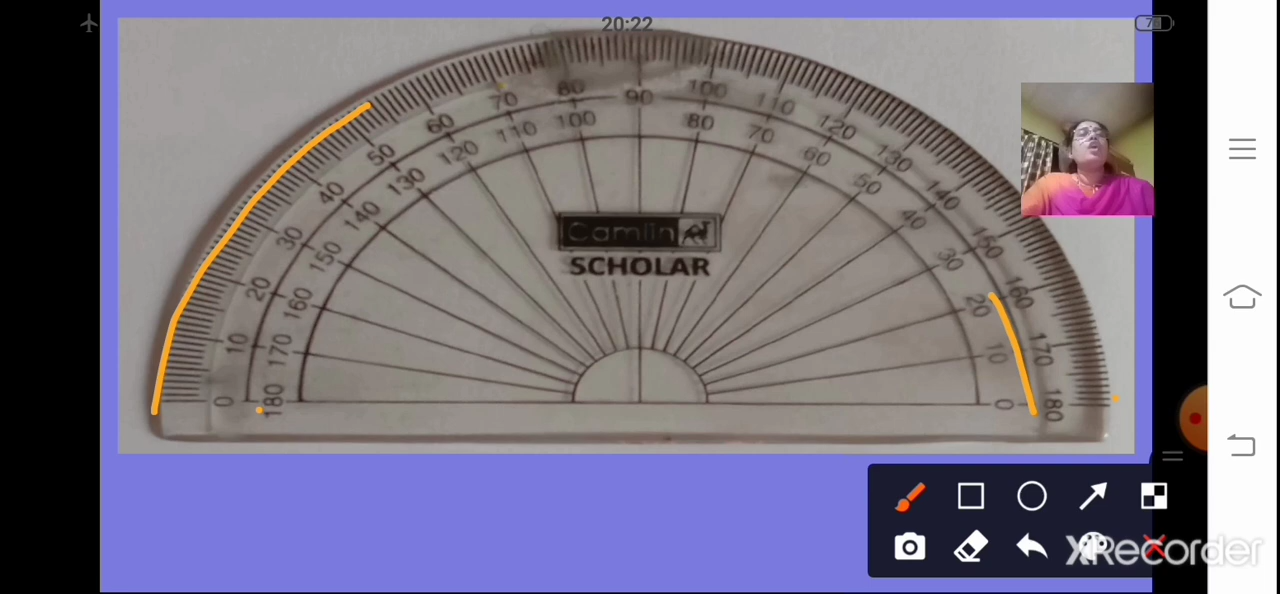 20:22
0 10 20 30 40 50 60 70 80 90 100 110 120 130 140 150 160 170 180
180 170 160 150 140 130 120 110 100 80 70 60 50 40 30 20 10 0
Camlin
SCHOLAR
XRecorder